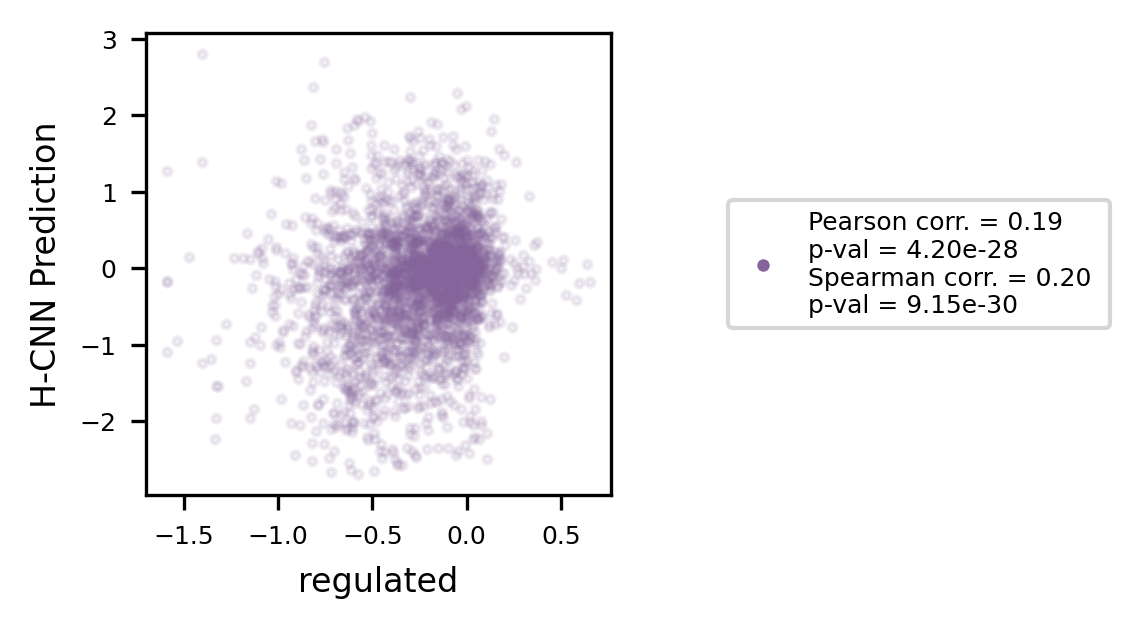 3
2
1
0
−1
−2
H-CNN Prediction
−1.5 −1.0 −0.5 0.0 0.5
regulated
Pearson corr. = 0.19
p-val = 4.20e-28
Spearman corr. = 0.20
p-val = 9.15e-30